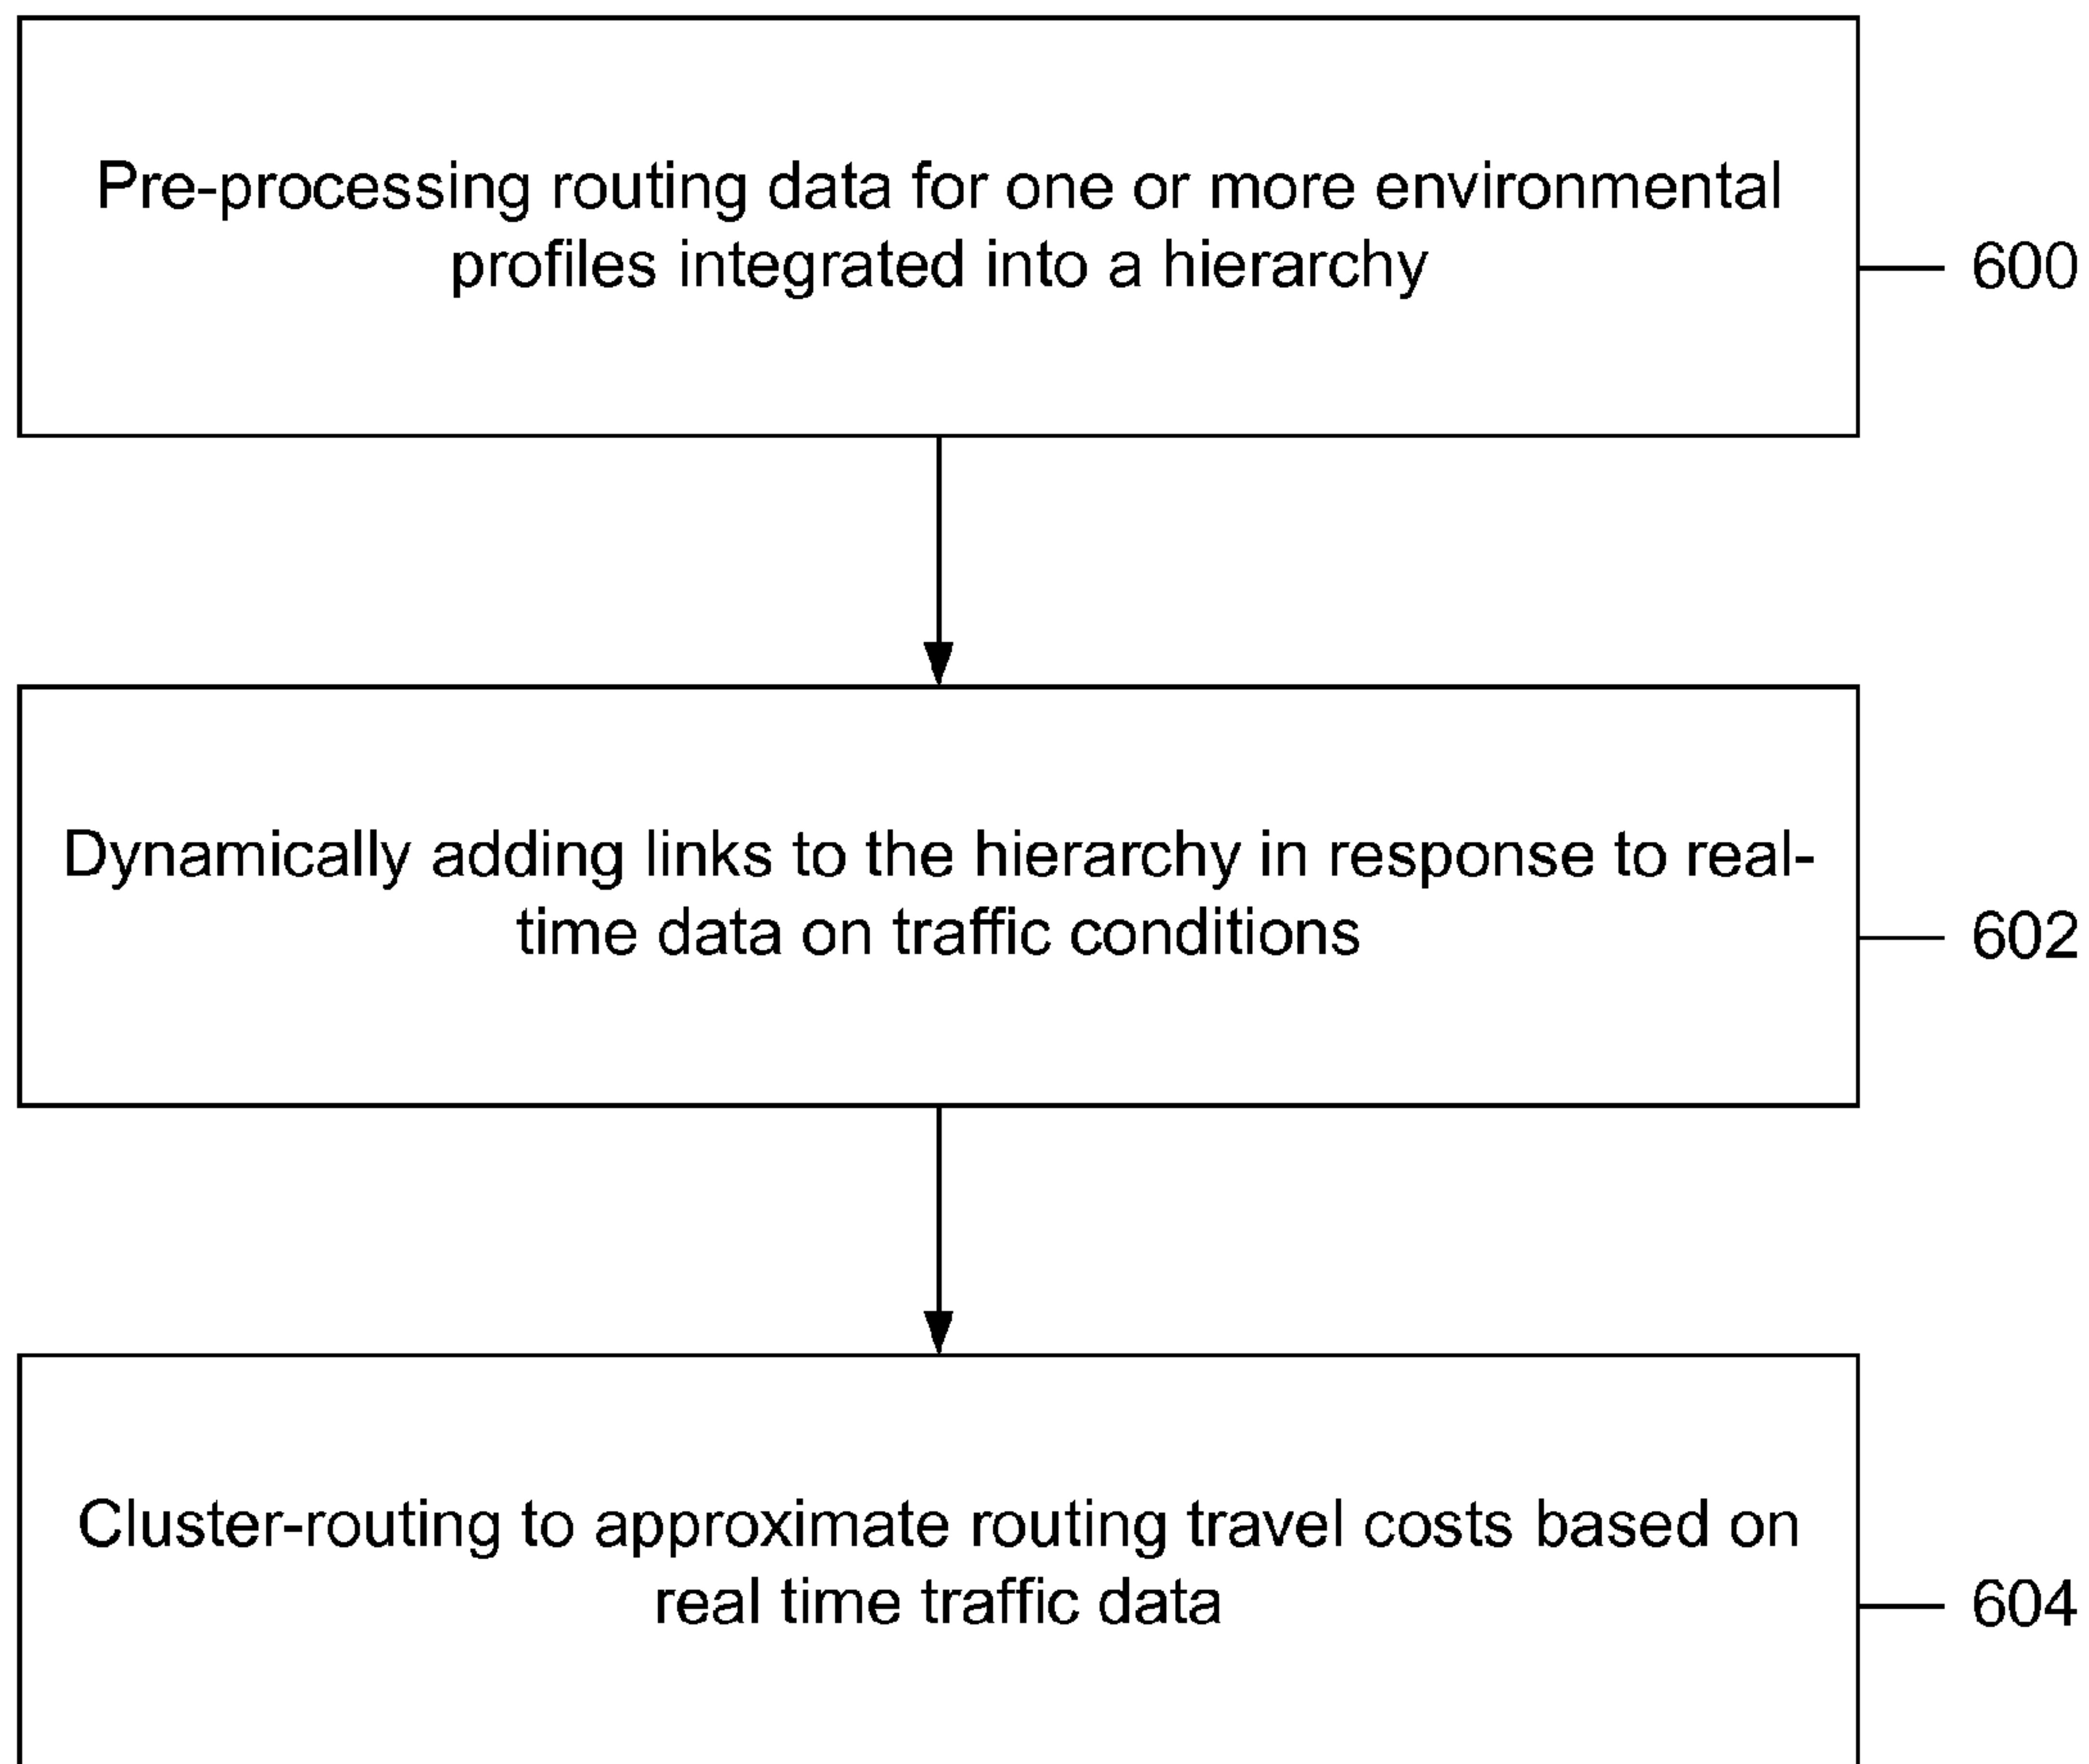 Pre-processing routing data for one or more environmental
profiles integrated into a hierarchy
600
Dynamically adding links to the hierarchy in response to real-
time data on traffic conditions
602
Cluster-routing to approximate routing travel costs based on
real time traffic data
604